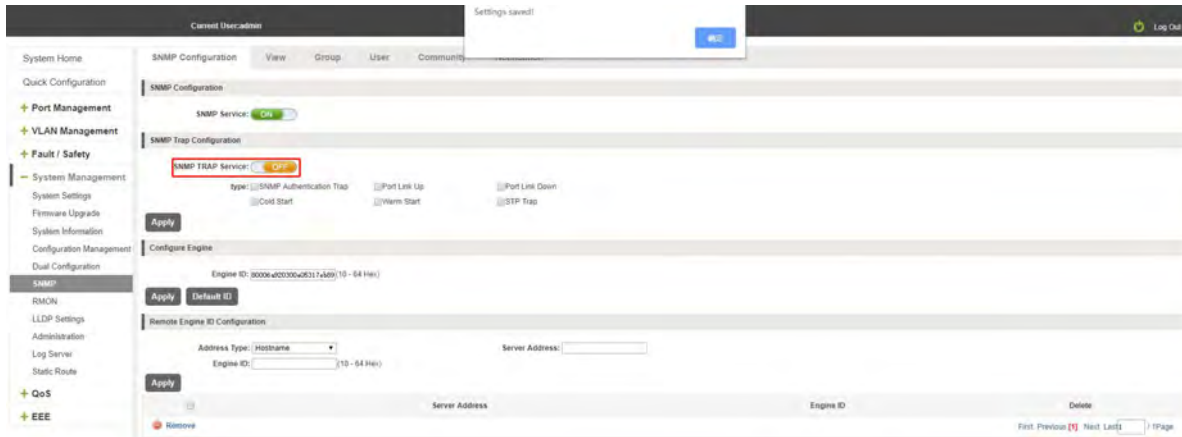 Settings saved!
确定
Current User:admin
Log Out
System Home
Quick Configuration
Port Management
VLAN Management
Fault / Safety
System Management
System Settings
Firmware Upgrade
System Information
Configuration Management
Dual Configuration
SNMP
RMON
LLDP Settings
Administration
Log Server
Static Route
QoS
EEE
SNMP Configuration View Group User Community
SNMP Configuration
SNMP Service: ON
SNMP Trap Configuration
SNMP TRAP Service: OFF
type: SNMP Authentication Trap Port Link Up Port Link Down
Cold Start Warm Start STP Trap
Apply
Configure Engine
Engine ID: (10 - 64 Hex)
Apply Default ID
Remote Engine ID Configuration
Address Type: Hostname Server Address:
Engine ID: (10 - 64 Hex)
Apply
Server Address Engine ID Delete
Remove First Previous [1] Next Last 1 / 1Page